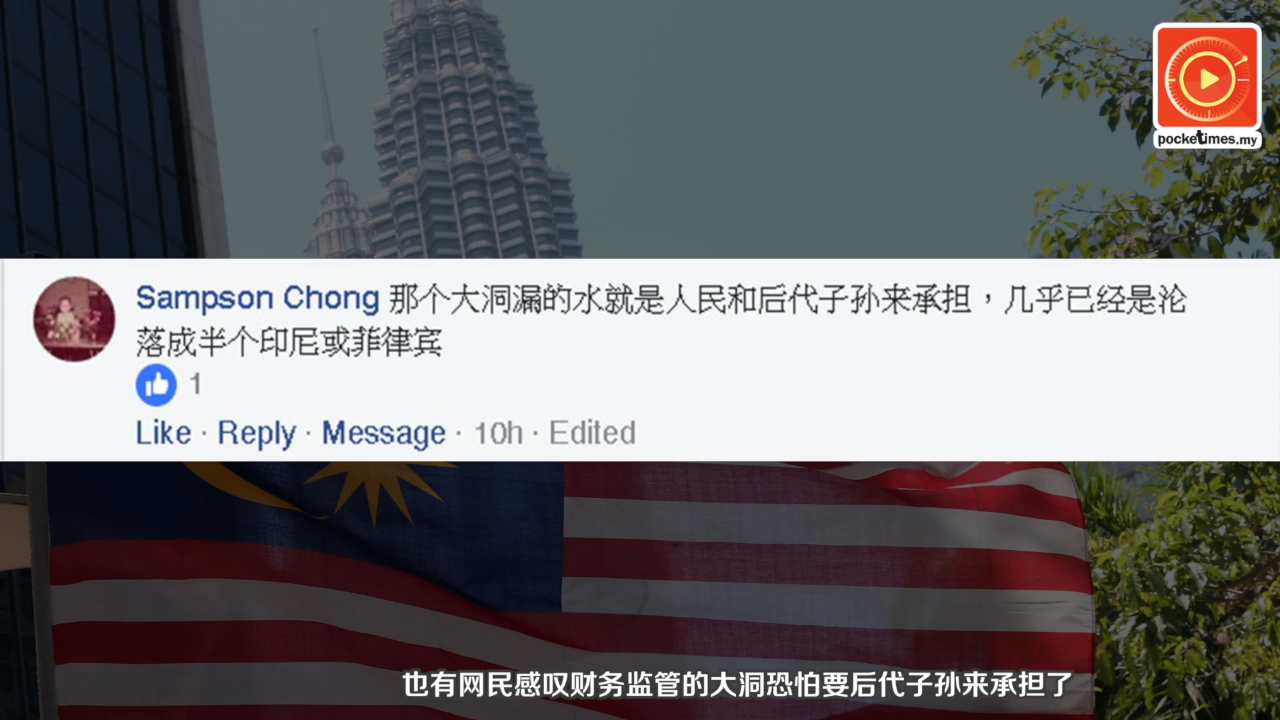 pocketimes.my
Sampson Chong 那个大洞漏的水就是人民和后代子孙来承担，几乎已经是沦
落成半个印尼或菲律宾
1
Like · Reply · Message · 10h · Edited
也有网民感叹财务监管的大洞恐怕要后代子孙来承担了